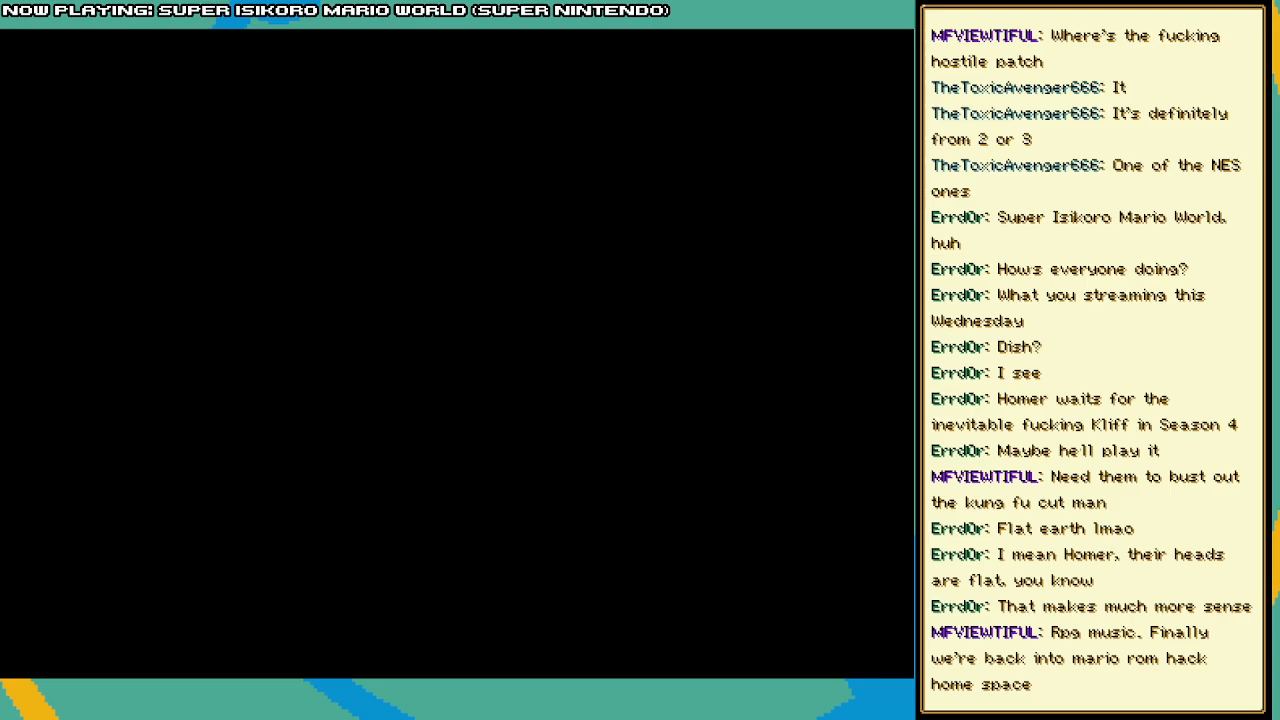 NOW PLAYING: SUPER ISIKORO MARIO WORLD (SUPER NINTENDO)
MFVIEWTIFUL: Where's the fucking
hostile patch
TheToxicAvenger666: It
TheToxicAvenger666: It's definitely
from 2 or 3
TheToxicAvenger666: One of the NES
ones
Errd0r: Super Isikoro Mario World,
huh
Errd0r: Hows everyone doing?
Errd0r: What you streaming this
Wednesday
Errd0r: Dish?
Errd0r: I see
Errd0r: Homer waits for the
inevitable fucking Kliff in Season 4
Errd0r: Maybe he'll play it
MFVIEWTIFUL: Need them to bust out
the kung fu cut man
Errd0r: Flat earth lmao
Errd0r: I mean Homer, their heads
are flat, you know
Errd0r: That makes much more sense
MFVIEWTIFUL: Rpg music. Finally
we're back into mario rom hack
home space